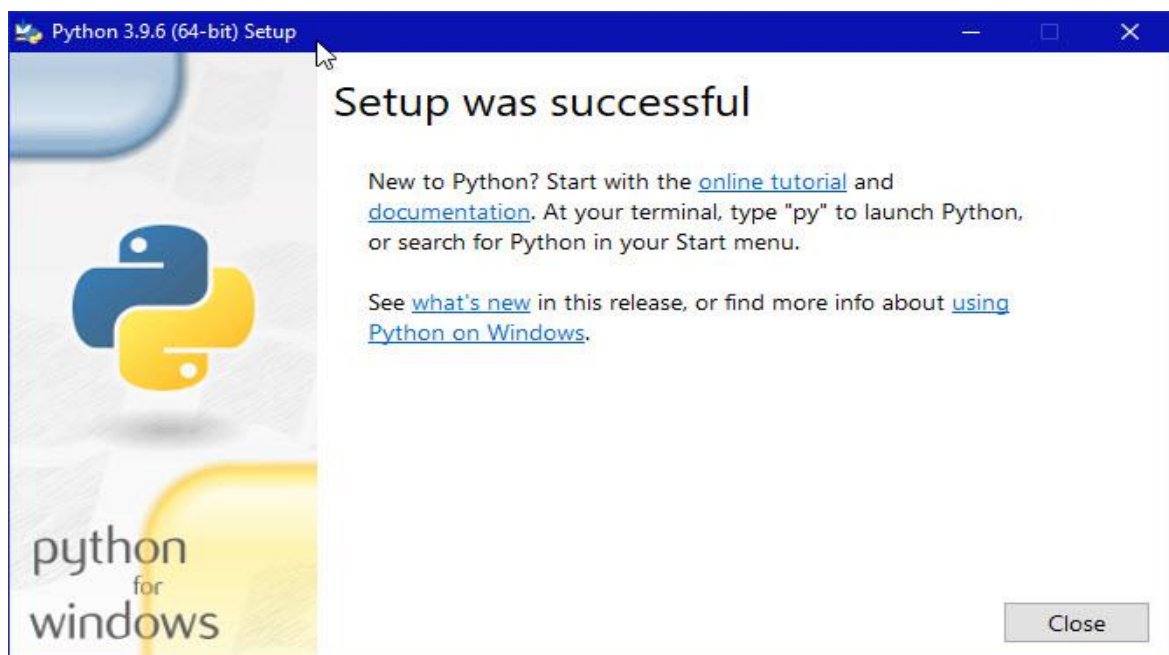 Python 3.9.6 (64-bit) Setup
Setup was successful
New to Python? Start with the online tutorial and
documentation. At your terminal, type "py" to launch Python,
or search for Python in your Start menu.
See what's new in this release, or find more info about using
Python on Windows.
python
for
windows
Close